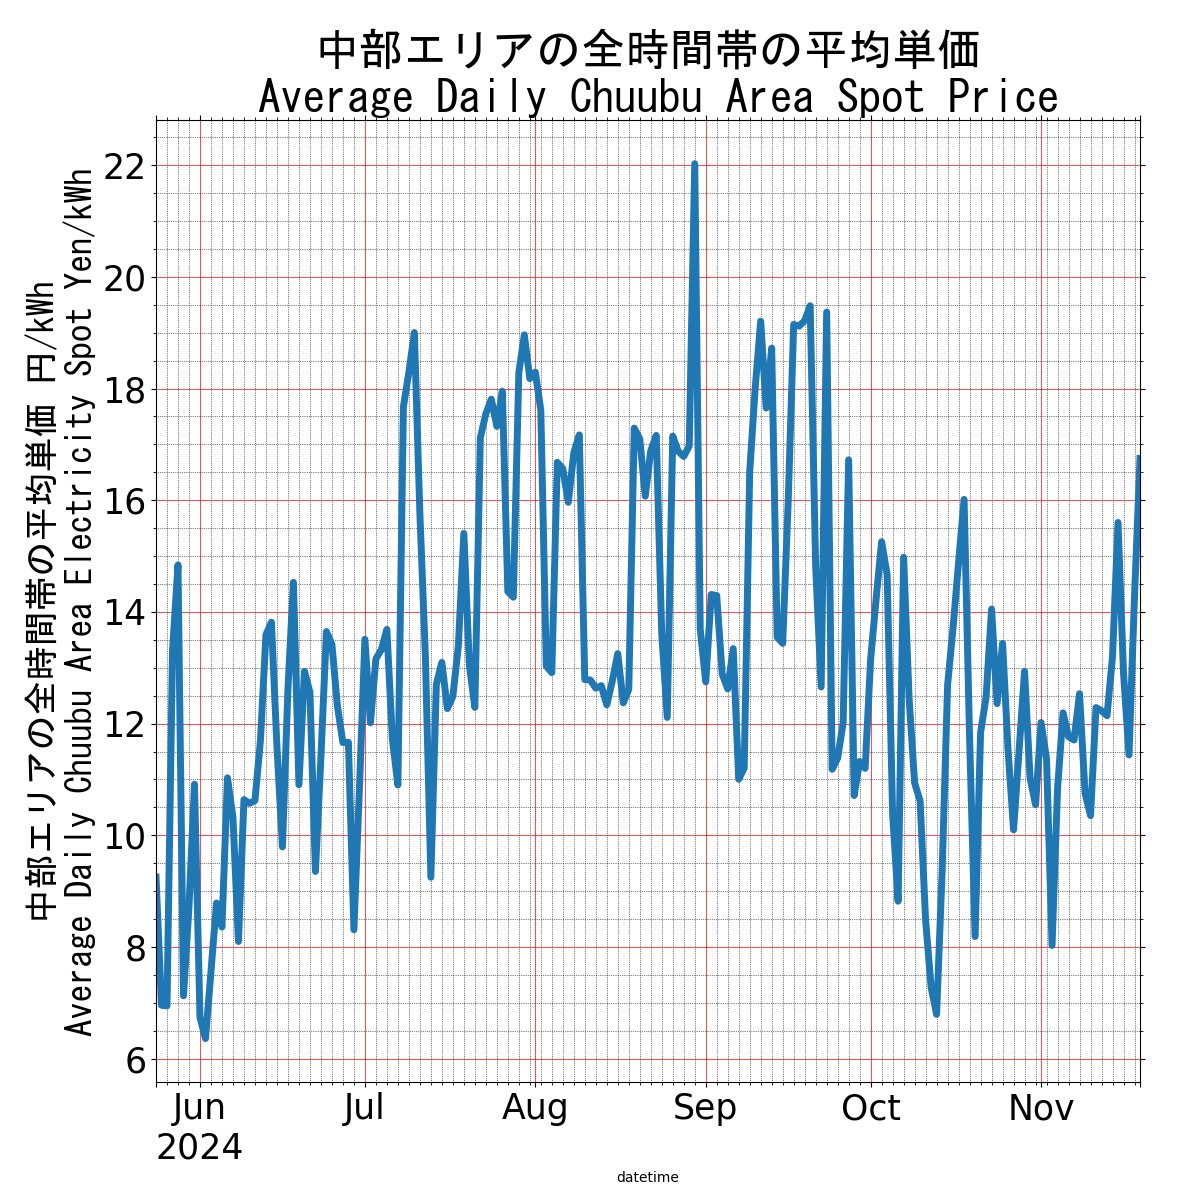 中部エリアの全時間帯の平均単価
Average Daily Chuubu Area Spot Price
中部エリアの全時間帯の平均単価 円/kWh
Average Daily Chuubu Area Electricity Spot Yen/kWh
22
20
18
16
14
12
10
8
6
Jun Jul Aug Sep Oct Nov
2024
datetime